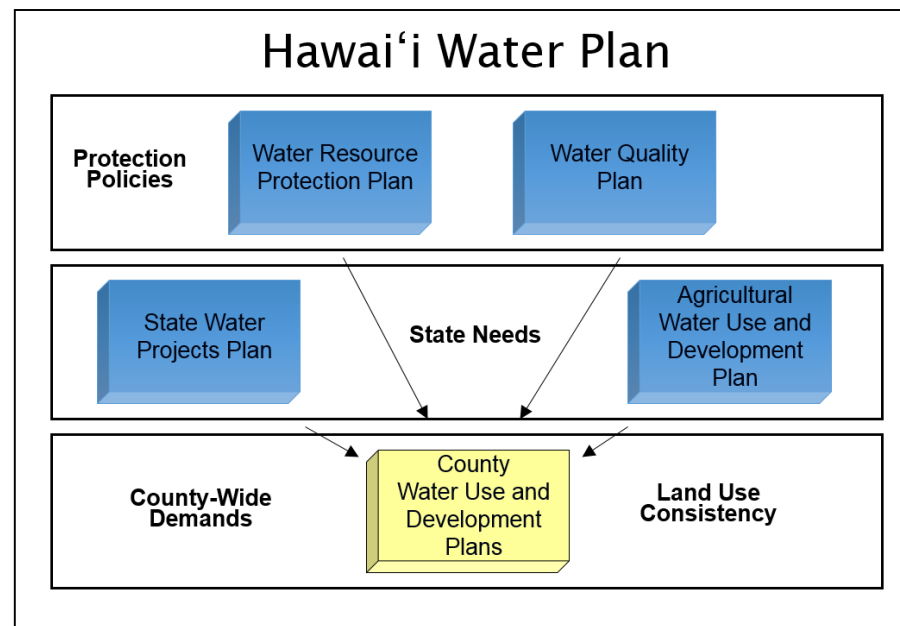 Hawai‘i Water Plan
Protection
Policies
Water Resource
Protection Plan
Water Quality
Plan
State Water
Projects Plan
State Needs
Agricultural
Water Use and
Development
Plan
County-Wide
Demands
County
Water Use and
Development
Plans
Land Use
Consistency